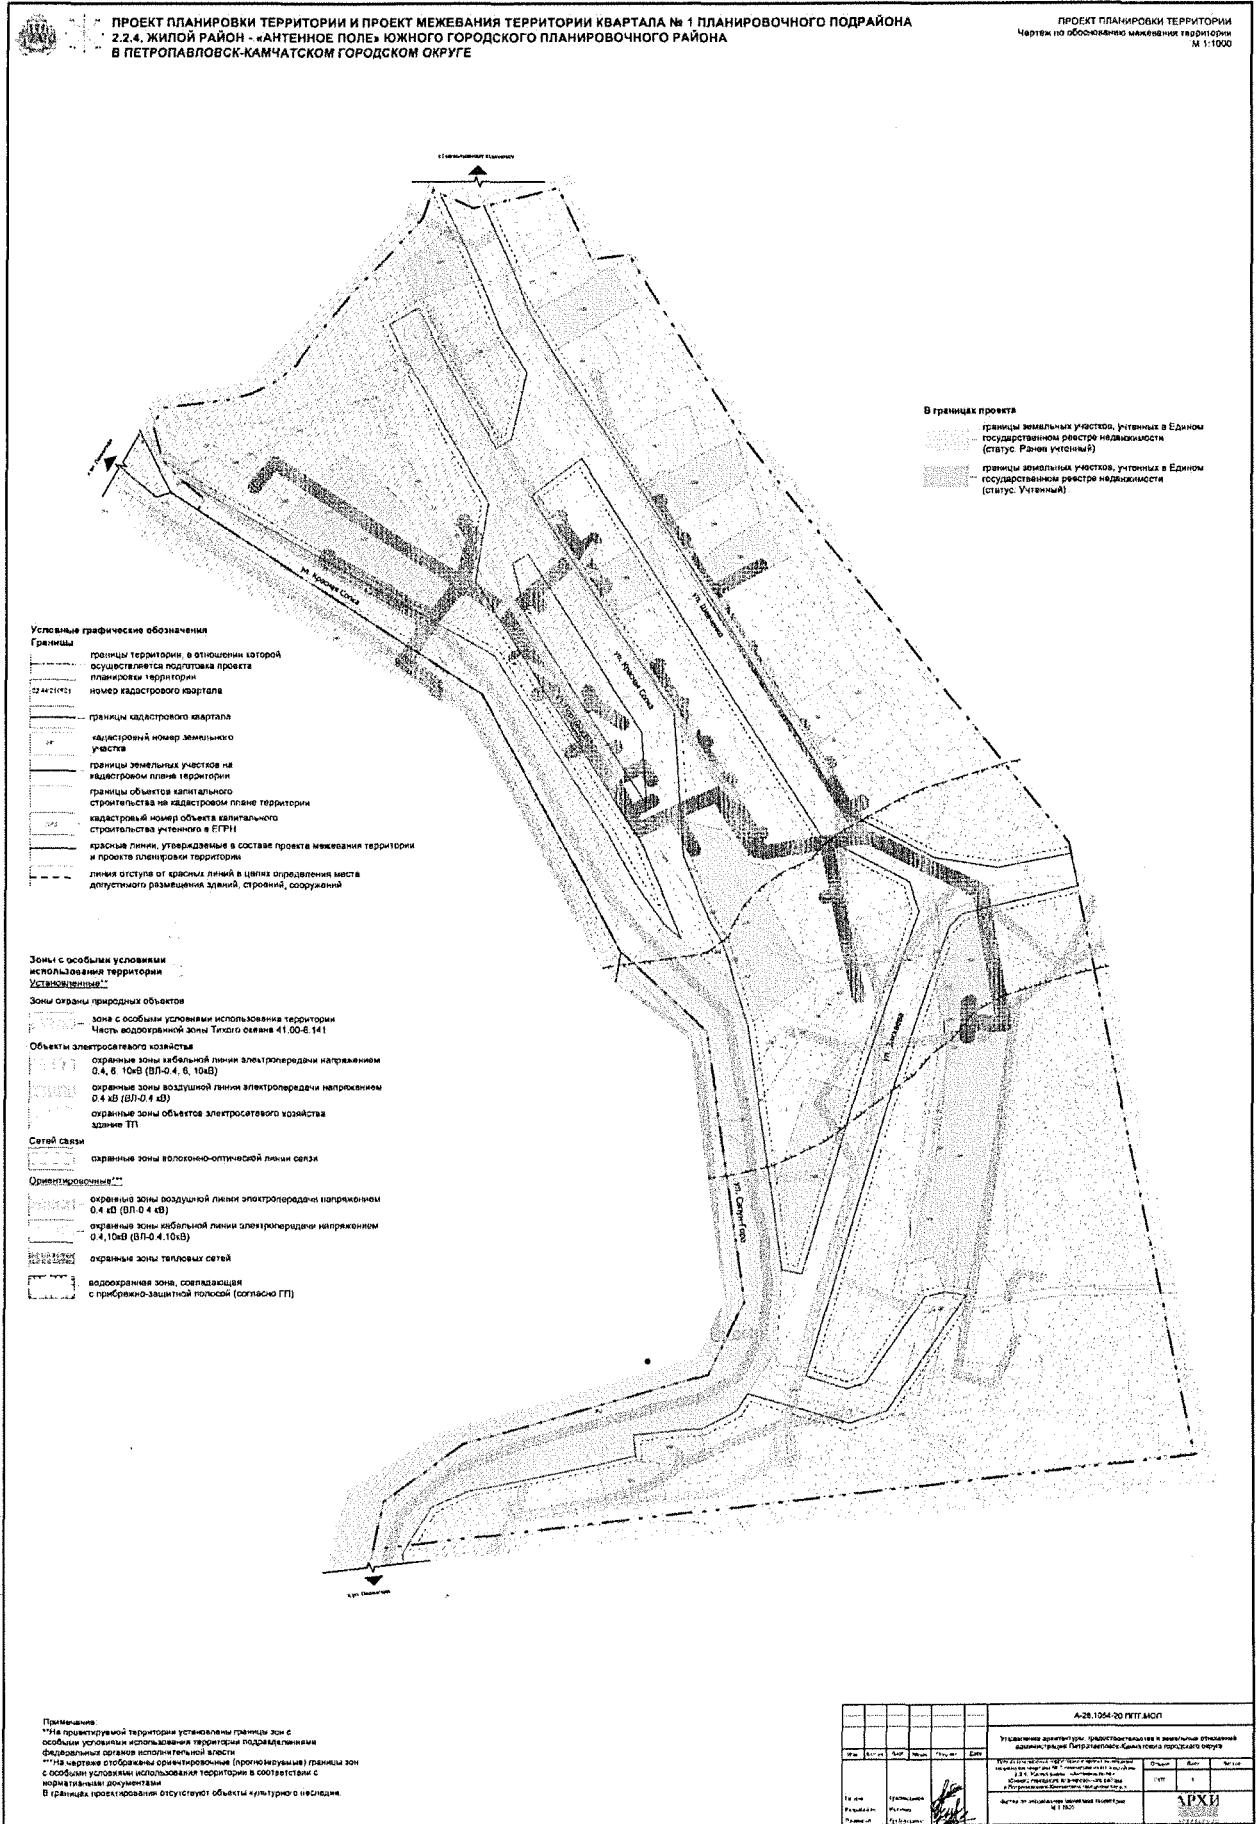 ПРОЕКТ ПЛАНИРОВКИ ТЕРРИТОРИИ И ПРОЕКТ МЕЖЕВАНИЯ ТЕРРИТОРИИ КВАРТАЛА № 1 ПЛАНИРОВОЧНОГО ПОДРАЙОНА
2.2.4. ЖИЛОЙ РАЙОН - «АНТЕННОЕ ПОЛЕ» ЮЖНОГО ГОРОДСКОГО ПЛАНИРОВОЧНОГО РАЙОНА
В ПЕТРОПАВЛОВСК-КАМЧАТСКОМ ГОРОДСКОМ ОКРУГЕ
ПРОЕКТ ПЛАНИРОВКИ ТЕРРИТОРИИ
Чертеж по обоснованию межевания территории
М 1:1000
В границах проекта
границы земельных участков, учтенных в Едином
государственном реестре недвижимости
(статус: Ранее учтенный)
границы земельных участков, учтенных в Едином
государственном реестре недвижимости
(статус: Учтенный)
ул. Красная Сопка
ул. Шевченко
ул. Красная Сопка
ул. Сапун-Гора
Условные графические обозначения
Границы
границы территории, в отношении которой
осуществляется подготовка проекта
планировки территории
номер кадастрового квартала
границы кадастрового квартала
кадастровый номер земельного
участка
границы земельных участков на
кадастровом плане территории
границы объектов капитального
строительства на кадастровом плане территории
кадастровый номер объекта капитального
строительства учтенного в ЕГРН
красные линии, утверждаемые в составе проекта межевания территории
и проекта планировки территории
линия отступа от красных линий в целях определения места
допустимого размещения зданий, строений, сооружений
Зоны с особыми условиями
использования территории
Установленные**
Зоны охраны природных объектов
зона с особыми условиями использования территории
Часть водоохранной зоны Тихого океана 41.00-6.141
Объекты электросетевого хозяйства
охранные зоны кабельной линии электропередачи напряжением
0.4, 6, 10кВ (ВЛ-0.4, 6, 10кВ)
охранные зоны воздушной линии электропередачи напряжением
0.4 кВ (ВЛ-0.4 кВ)
охранные зоны объектов электросетевого хозяйства
здание ТП
Сетей связи
охранные зоны волоконно-оптической линии связи
Ориентировочные***
охранные зоны воздушной линии электропередачи напряжением
0.4 кВ (ВЛ-0.4 кВ)
охранные зоны кабельной линии электропередачи напряжением
0.4,10кВ (ВЛ-0.4,10кВ)
охранные зоны тепловых сетей
водоохранная зона, совпадающая
с прибрежно-защитной полосой (согласно ГП)
Примечание:
**На проектируемой территории установлены границы зон с
особыми условиями использования территории подразделениями
федеральных органов исполнительной власти
***На чертеже отображены ориентировочные (прогнозируемые) границы зон
с особыми условиями использования территории в соответствии с
нормативными документами
В границах проектирования отсутствуют объекты культурного наследия.
А-28.1054-20 ППТ.МОП
Управление архитектуры, градостроительства и земельных отношений
администрации Петропавловск-Камчатского городского округа
АРХИ